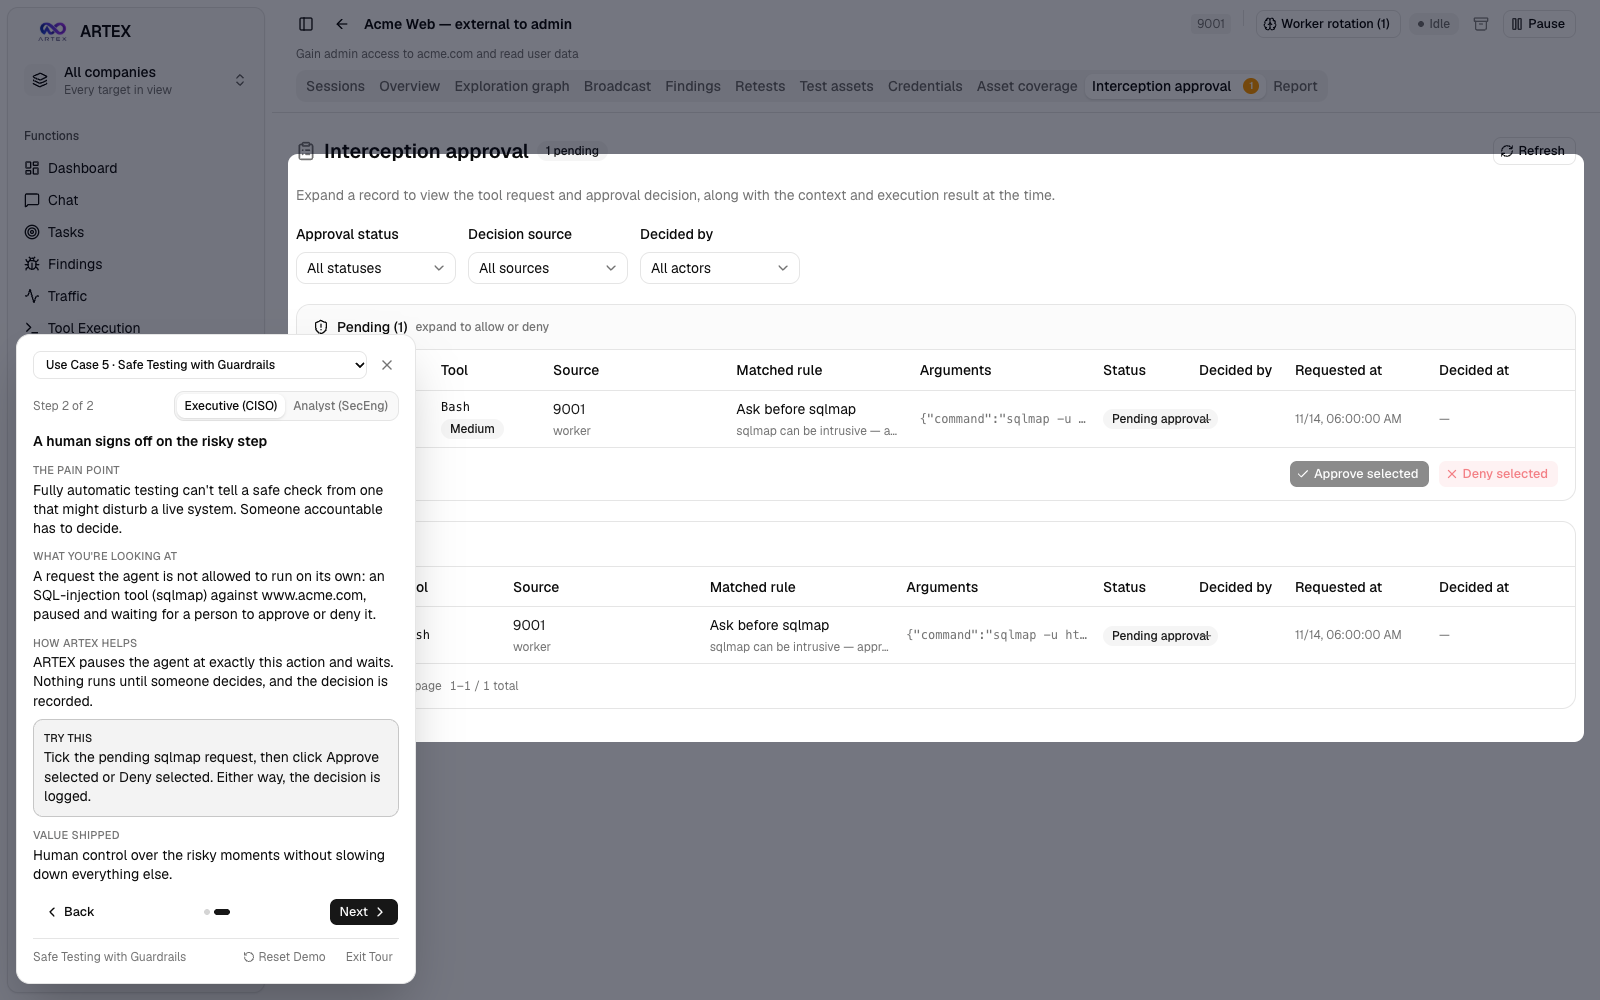 ARTEX
ARTEX
All companies
Every target in view
Functions
Dashboard
Chat
Tasks
Findings
Traffic
Tool Execution
Acme Web — external to admin
9001
Worker rotation (1)
Idle
Pause
Gain admin access to acme.com and read user data
Sessions
Overview
Exploration graph
Broadcast
Findings
Retests
Test assets
Credentials
Asset coverage
Interception approval
1
Report
Interception approval
1 pending
Refresh
Expand a record to view the tool request and approval decision, along with the context and execution result at the time.
Approval status
Decision source
Decided by
All statuses
All sources
All actors
Pending (1)
expand to allow or deny
Tool
Source
Matched rule
Arguments
Status
Decided by
Requested at
Decided at
Bash
Medium
9001
worker
Ask before sqlmap
sqlmap can be intrusive — a…
{"command":"sqlmap -u …
Pending approval
11/14, 06:00:00 AM
—
Approve selected
Deny selected
ol
Source
Matched rule
Arguments
Status
Decided by
Requested at
Decided at
sh
9001
worker
Ask before sqlmap
sqlmap can be intrusive — appr…
{"command":"sqlmap -u ht…
Pending approval
11/14, 06:00:00 AM
—
page
1–1 / 1 total
Use Case 5 · Safe Testing with Guardrails
Step 2 of 2
Executive (CISO)
Analyst (SecEng)
A human signs off on the risky step
THE PAIN POINT
Fully automatic testing can't tell a safe check from one
that might disturb a live system. Someone accountable
has to decide.
WHAT YOU'RE LOOKING AT
A request the agent is not allowed to run on its own: an
SQL-injection tool (sqlmap) against www.acme.com,
paused and waiting for a person to approve or deny it.
HOW ARTEX HELPS
ARTEX pauses the agent at exactly this action and waits.
Nothing runs until someone decides, and the decision is
recorded.
TRY THIS
Tick the pending sqlmap request, then click Approve
selected or Deny selected. Either way, the decision is
logged.
VALUE SHIPPED
Human control over the risky moments without slowing
down everything else.
Back
Next
Safe Testing with Guardrails
Reset Demo
Exit Tour